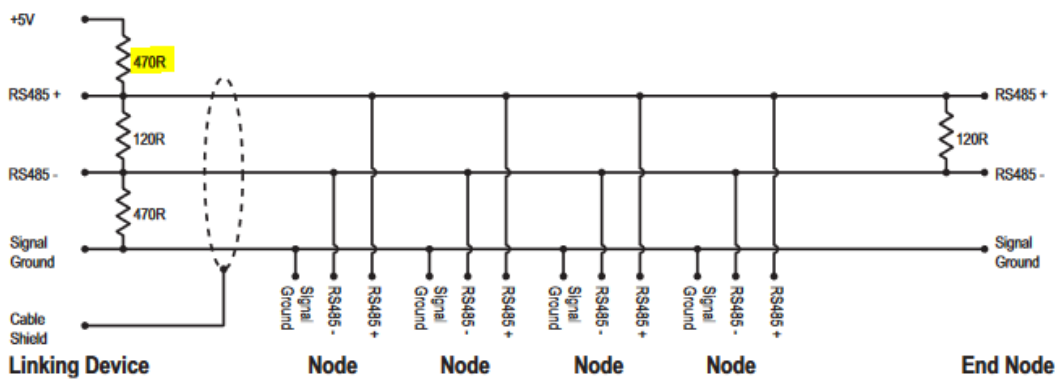 +5V
470R
RS485 +
RS485 +
120R
120R
RS485 -
RS485 -
470R
Signal
Ground
Signal
Ground
Signal
Ground
RS485 -
RS485 +
Signal
Ground
RS485 -
RS485 +
Signal
Ground
RS485 -
RS485 +
Signal
Ground
RS485 -
RS485 +
Cable
Shield
Linking Device
Node
Node
Node
Node
End Node